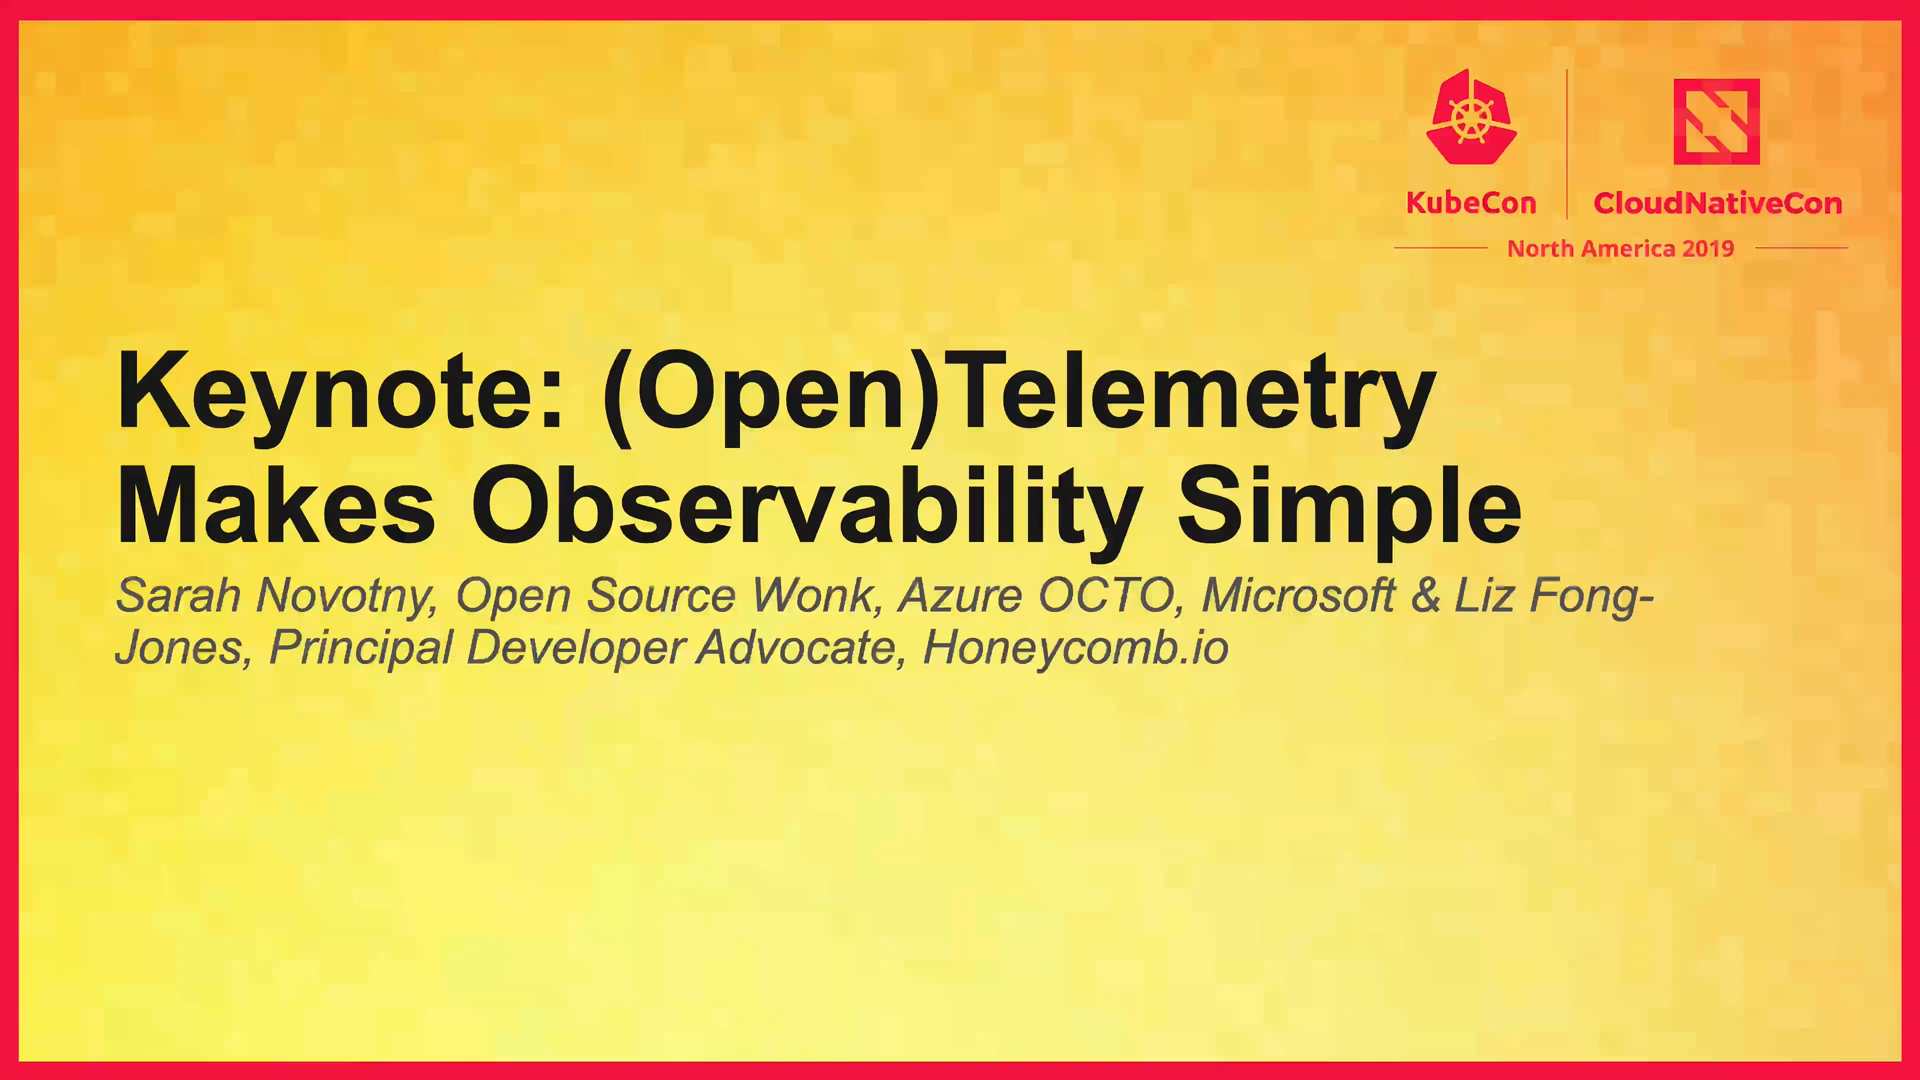 KubeCon
CloudNativeCon
North America 2019
Keynote: (Open)Telemetry
Makes Observability Simple
Sarah Novotny, Open Source Wonk, Azure OCTO, Microsoft & Liz Fong-
Jones, Principal Developer Advocate, Honeycomb.io